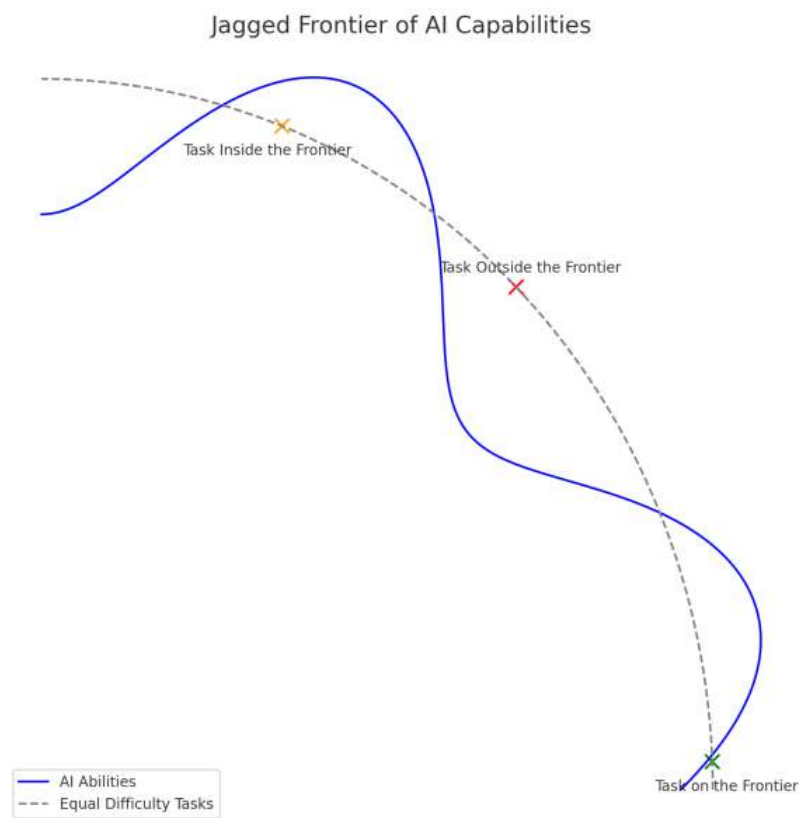 Jagged Frontier of AI Capabilities
Task Inside the Frontier
Task Outside the Frontier
Task on the Frontier
AI Abilities
Equal Difficulty Tasks